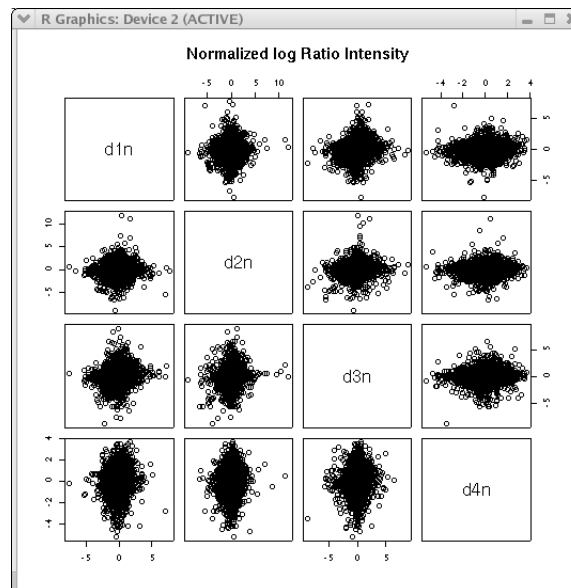 R Graphics: Device 2 (ACTIVE)
Normalized log Ratio Intensity
-5 0 5 10
-4 -2 0 2 4
d1n
-5 0 5
d2n
-5 0 5 10
d3n
-5 0 5
d4n
-4 -2 0 2 4
-5 0 5
-5 0 5